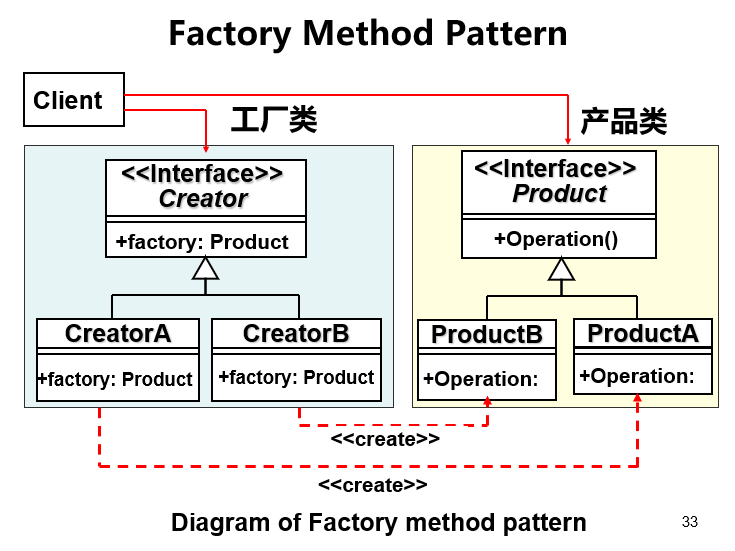 Factory Method Pattern
Client
工厂类
产品类
<<Interface>>
Creator
+factory: Product
<<Interface>>
Product
+Operation()
CreatorA
+factory: Product
CreatorB
+factory: Product
ProductB
+Operation:
ProductA
+Operation:
<<create>>
<<create>>
Diagram of Factory method pattern
33